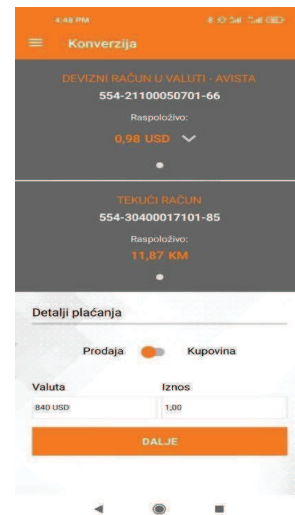 4:48 PM
Konverzija
DEVIZNI RAČUN U VALUTI - AVISTA
554-21100050701-66
Raspoloživo:
0,98 USD
TEKUĆI RAČUN
554-30400017101-85
Raspoloživo:
11,87 KM
Detalji plaćanja
Prodaja Kupovina
Valuta Iznos
840 USD 1,00
DALJE